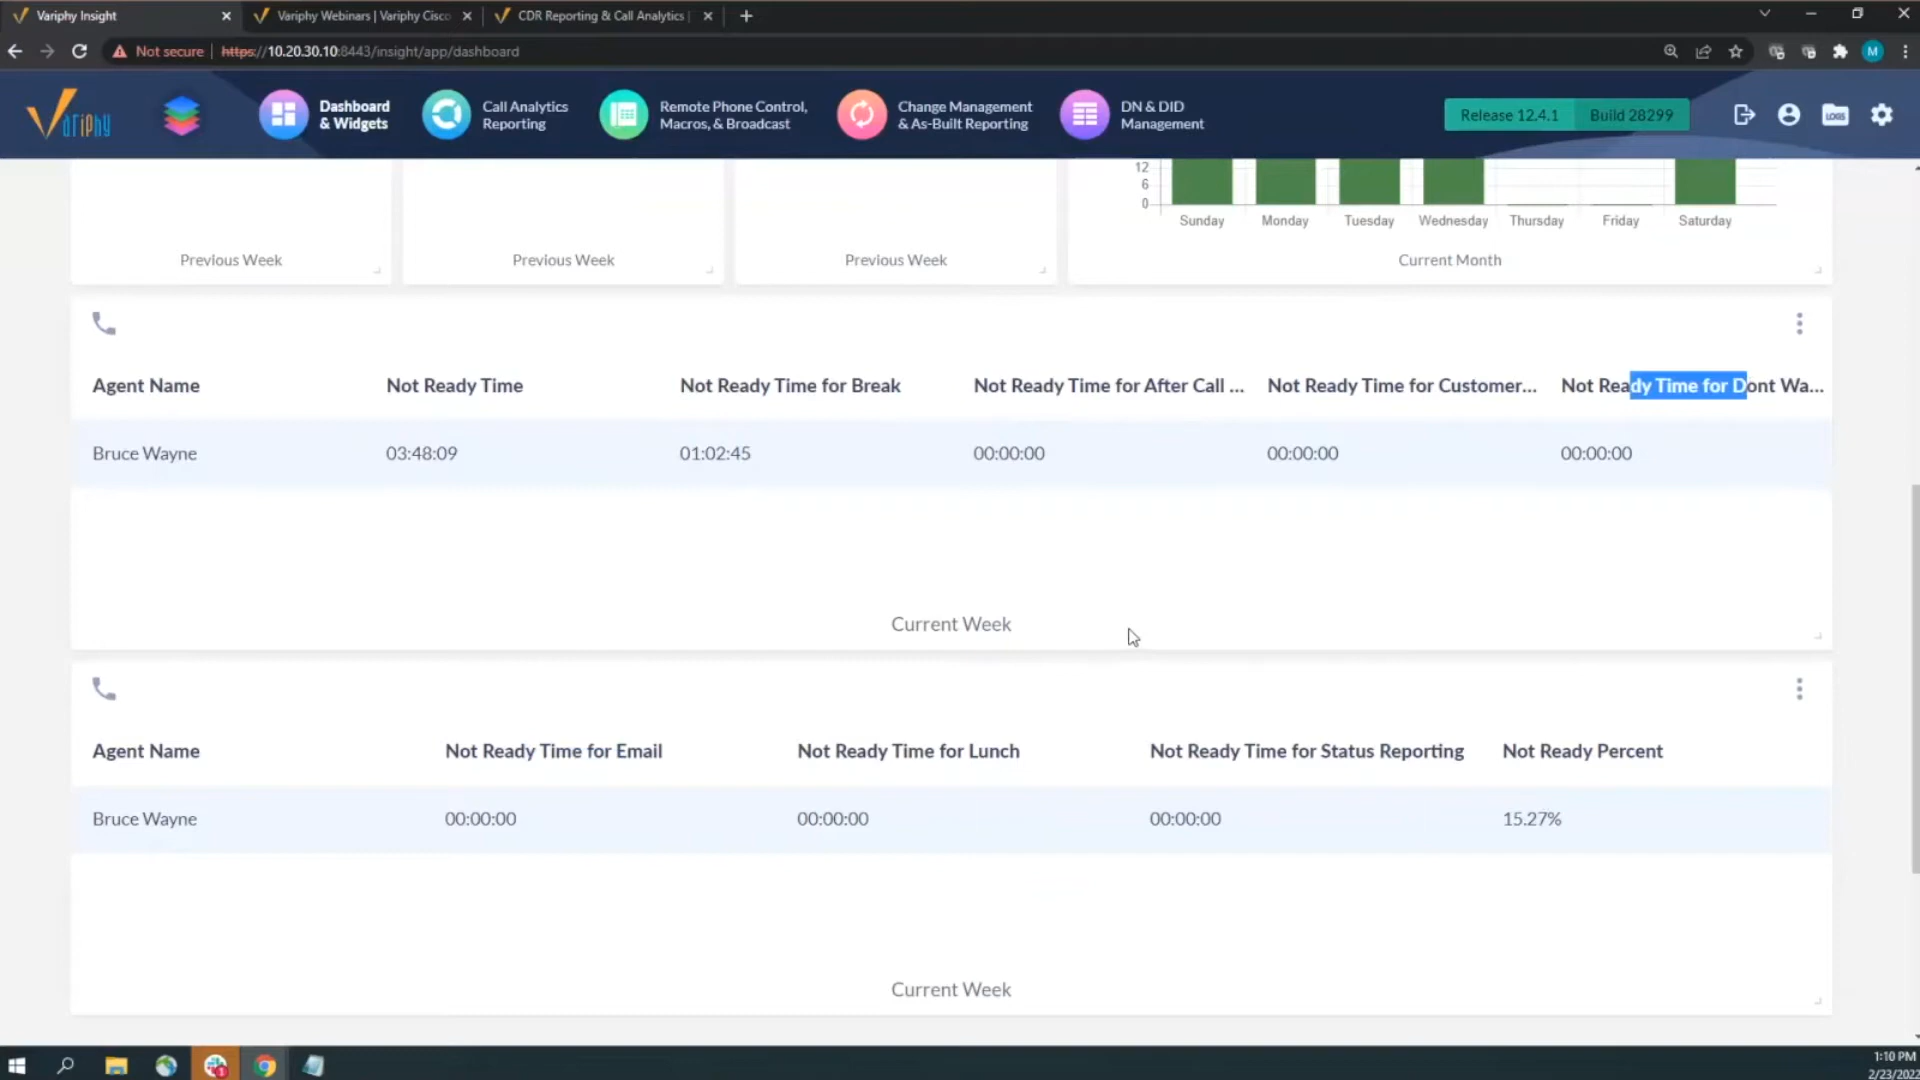 Variphy Insight
Variphy Webinars | Variphy Cisco
CDR Reporting & Call Analytics |
Not secure | https://10.20.30.10:8443/insight/app/dashboard
M
Variphy
Dashboard
& Widgets
Call Analytics
Reporting
Remote Phone Control,
Macros, & Broadcast
Change Management
& As-Built Reporting
DN & DID
Management
Release 12.4.1 Build 28299
LOGS
12
6
0
Sunday Monday Tuesday Wednesday Thursday Friday Saturday
Previous Week Previous Week Previous Week Current Month
Agent Name Not Ready Time Not Ready Time for Break Not Ready Time for After Call ... Not Ready Time for Customer... Not Ready Time for Dont Wa...
Bruce Wayne 03:48:09 01:02:45 00:00:00 00:00:00 00:00:00
Current Week
Agent Name Not Ready Time for Email Not Ready Time for Lunch Not Ready Time for Status Reporting Not Ready Percent
Bruce Wayne 00:00:00 00:00:00 00:00:00 15.27%
Current Week
1:10 PM
2/23/2022